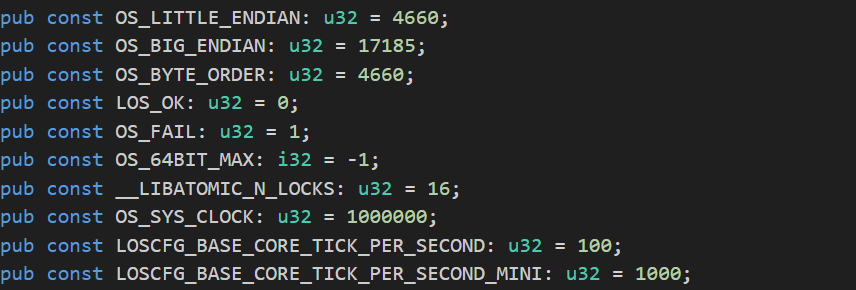 pub const OS_LITTLE_ENDIAN: u32 = 4660;
pub const OS_BIG_ENDIAN: u32 = 17185;
pub const OS_BYTE_ORDER: u32 = 4660;
pub const LOS_OK: u32 = 0;
pub const OS_FAIL: u32 = 1;
pub const OS_64BIT_MAX: i32 = -1;
pub const __LIBATOMIC_N_LOCKS: u32 = 16;
pub const OS_SYS_CLOCK: u32 = 1000000;
pub const LOSCFG_BASE_CORE_TICK_PER_SECOND: u32 = 100;
pub const LOSCFG_BASE_CORE_TICK_PER_SECOND_MINI: u32 = 1000;